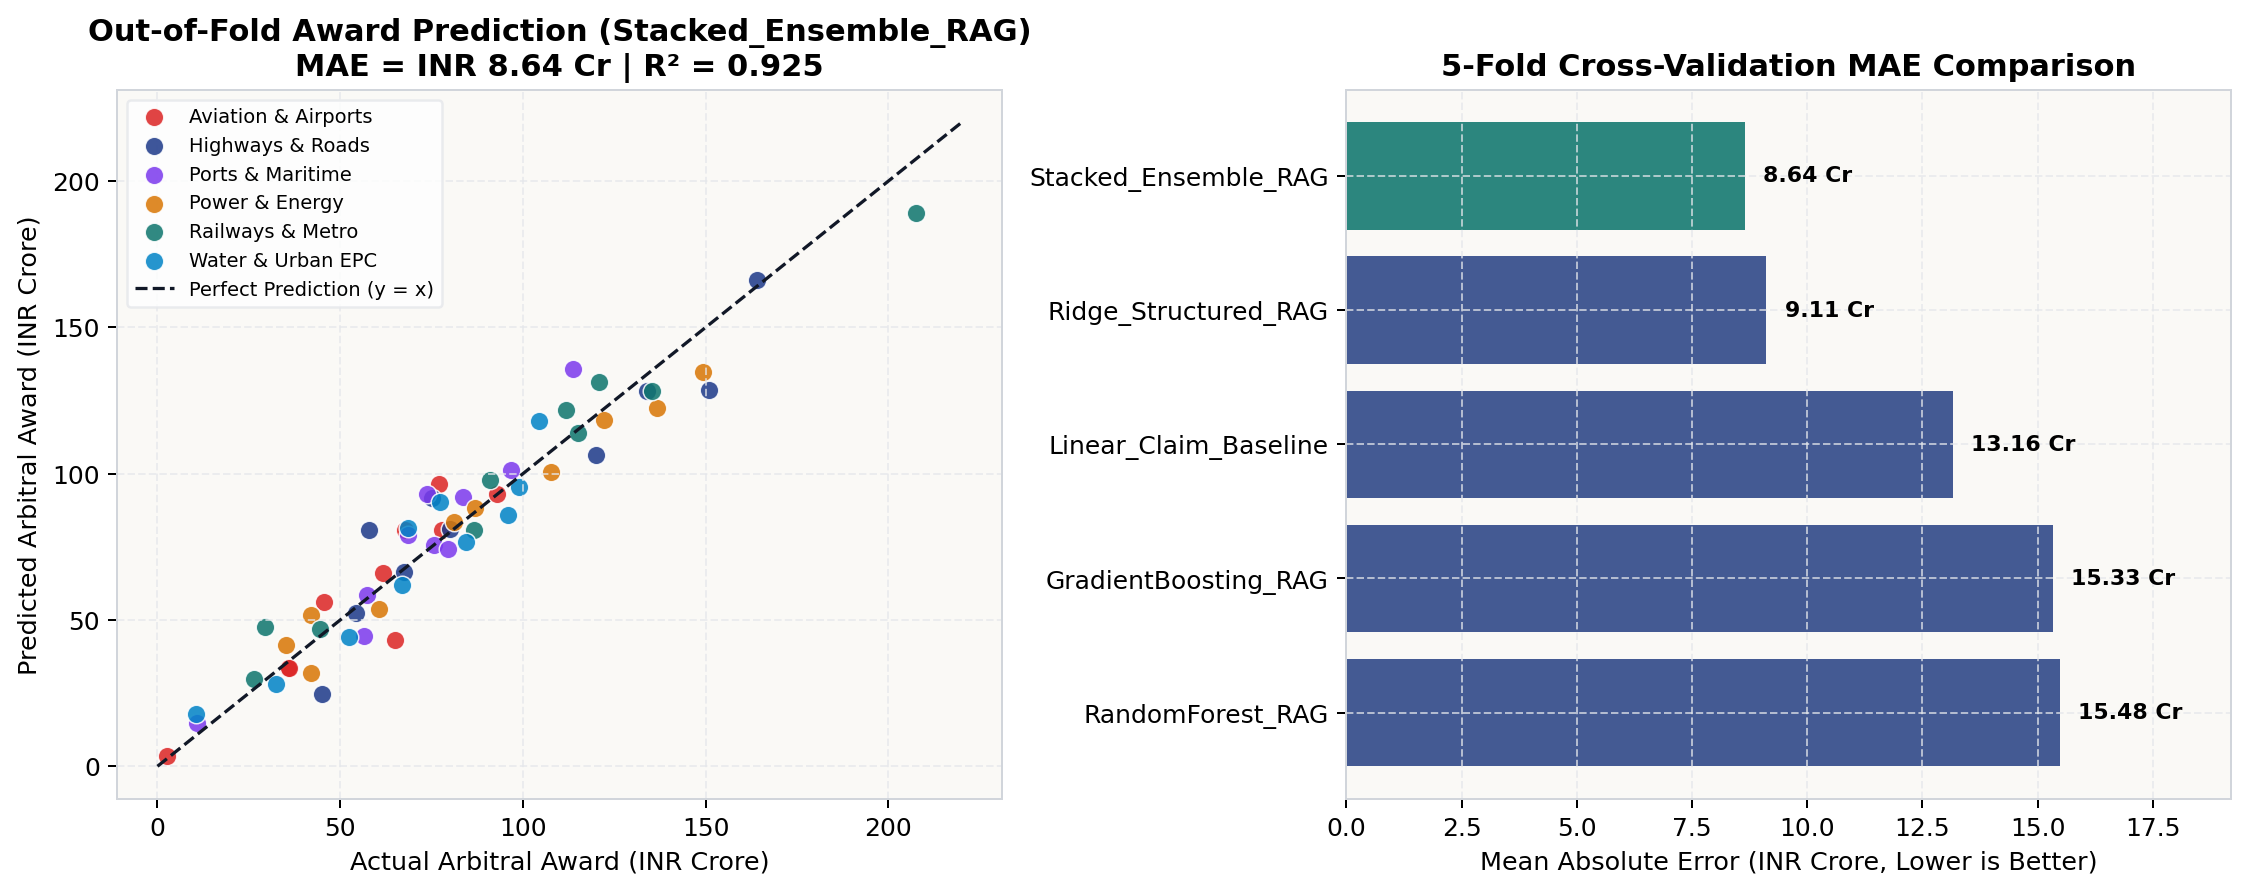 Out-of-Fold Award Prediction (Stacked_Ensemble_RAG)
MAE = INR 8.64 Cr | R² = 0.925
Aviation & Airports
Highways & Roads
Ports & Maritime
Power & Energy
Railways & Metro
Water & Urban EPC
Perfect Prediction (y = x)
Predicted Arbitral Award (INR Crore)
200
150
100
50
0
0 50 100 150 200
Actual Arbitral Award (INR Crore)
5-Fold Cross-Validation MAE Comparison
Stacked_Ensemble_RAG 8.64 Cr
Ridge_Structured_RAG 9.11 Cr
Linear_Claim_Baseline 13.16 Cr
GradientBoosting_RAG 15.33 Cr
RandomForest_RAG 15.48 Cr
0.0 2.5 5.0 7.5 10.0 12.5 15.0 17.5
Mean Absolute Error (INR Crore, Lower is Better)